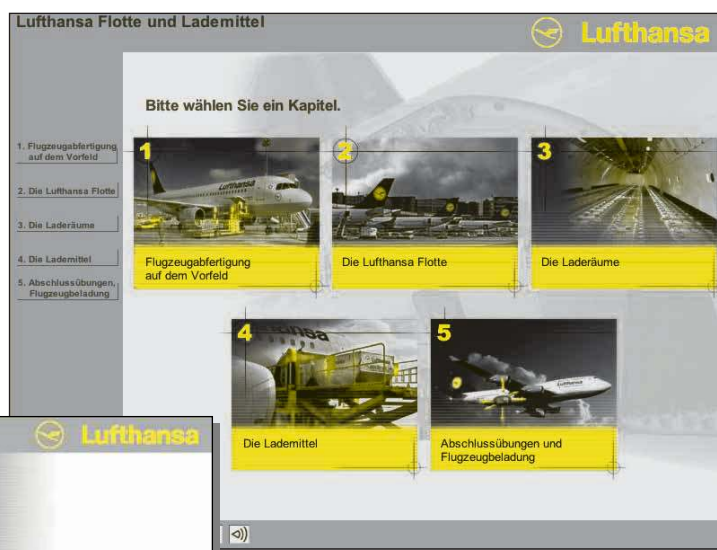 Lufthansa Flotte und Lademittel
Lufthansa
Bitte wählen Sie ein Kapitel.
1. Flugzeugabfertigung
auf dem Vorfeld
2. Die Lufthansa Flotte
3. Die Laderäume
4. Die Lademittel
5. Abschlussübungen,
Flugzeugbeladung
1
Lufthansa
Flugzeugabfertigung
auf dem Vorfeld
2
Die Lufthansa Flotte
3
Die Laderäume
4
Die Lademittel
5
Lufthansa
Abschlussübungen und
Flugzeugbeladung
Lufthansa